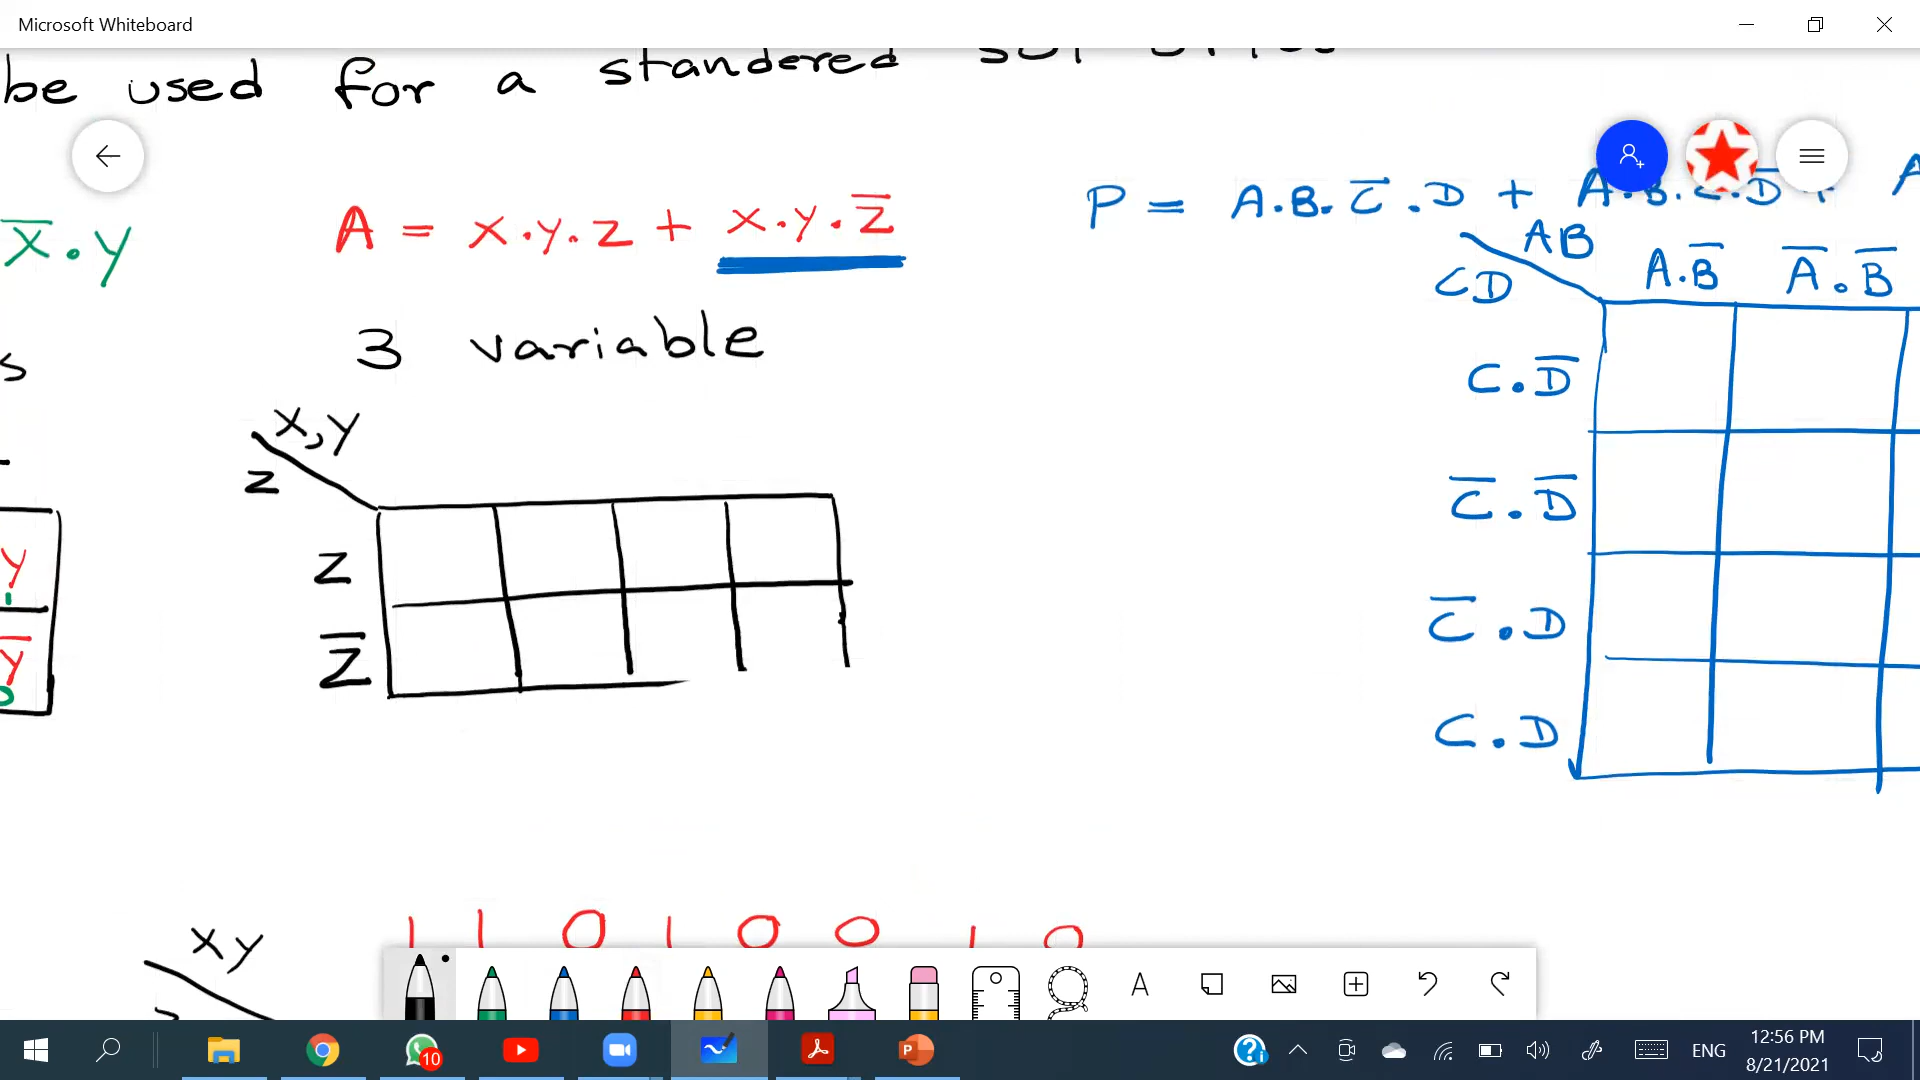 Microsoft Whiteboard
be used for a standered
X̅.Y
A = X.Y.Z + X.Y.Z̅
3 variable
X,Y
Z
Z
Z̅
s
Y
Y̅
P = A.B.C̅.D + A.B.C.D̅ +
AB
CD
A.B̅ A̅.B̅
C.D̅
C̅.D̅
C̅.D
C.D
1 1 0 1 0 0 1 0
XY
A
10
P
ENG
12:56 PM
8/21/2021